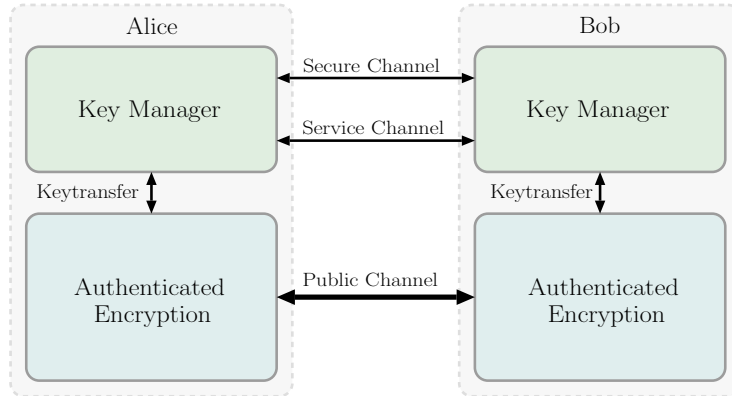 Alice
Bob
Secure Channel
Key Manager
Key Manager
Service Channel
Keytransfer
Keytransfer
Public Channel
Authenticated
Encryption
Authenticated
Encryption